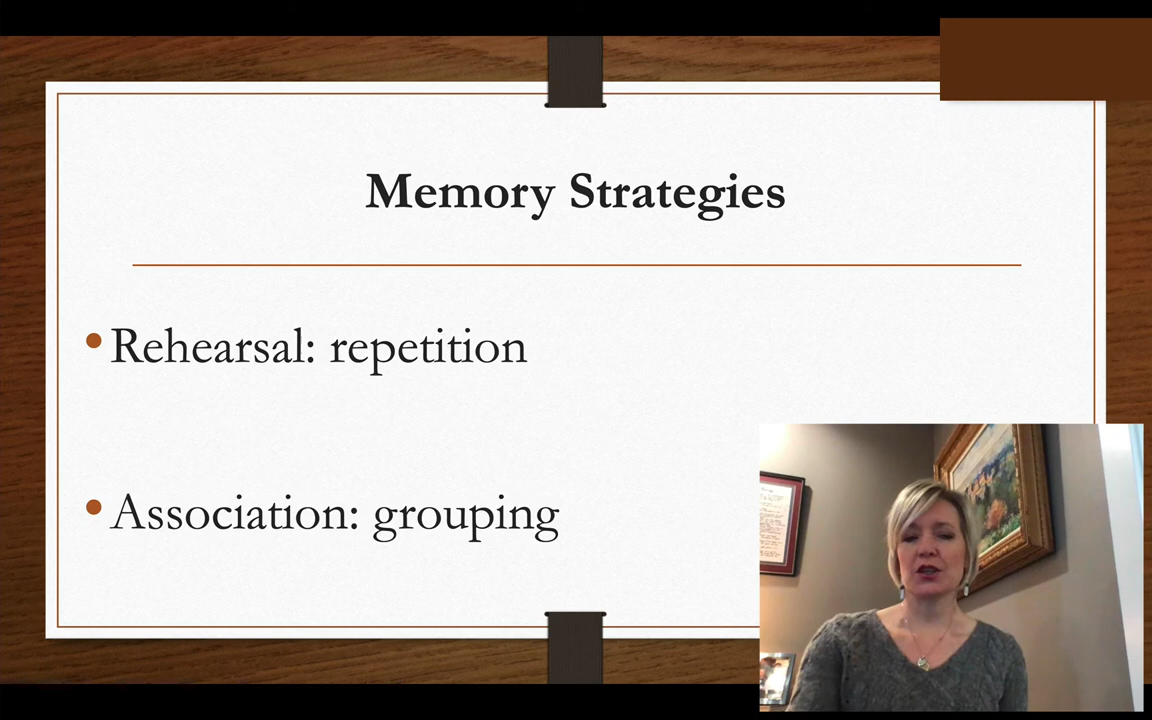 Memory Strategies
Rehearsal: repetition
Association: grouping